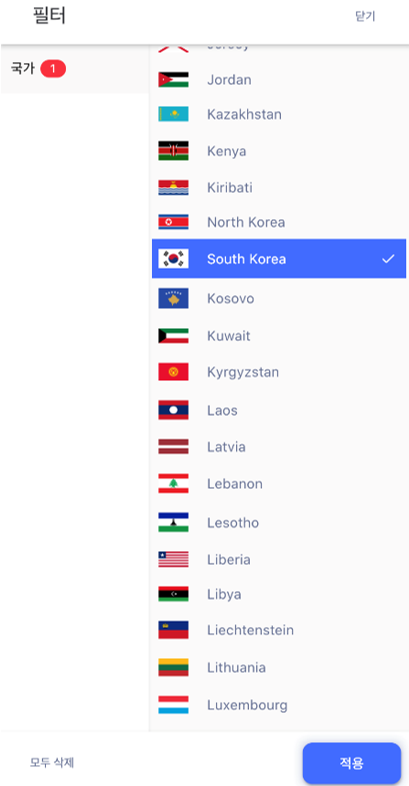 필터
닫기
국가 1
Jersey
Jordan
Kazakhstan
Kenya
Kiribati
North Korea
South Korea
Kosovo
Kuwait
Kyrgyzstan
Laos
Latvia
Lebanon
Lesotho
Liberia
Libya
Liechtenstein
Lithuania
Luxembourg
모두 삭제
적용